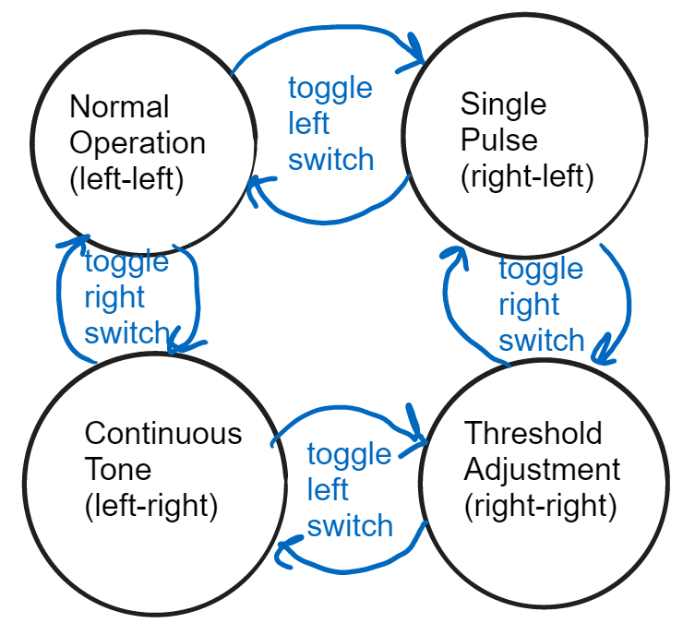 Normal
Operation
(left-left)
toggle
left
switch
Single
Pulse
(right-left)
toggle
right
switch
toggle
right
switch
Continuous
Tone
(left-right)
toggle
left
switch
Threshold
Adjustment
(right-right)